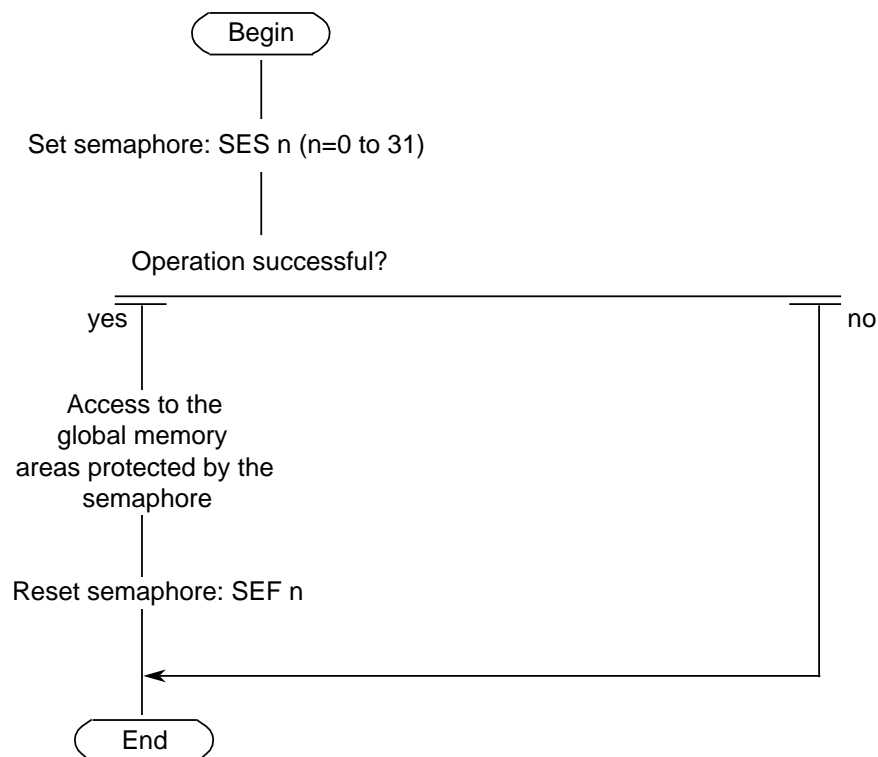 Begin
Set semaphore: SES n (n=0 to 31)
Operation successful?
yes
no
Access to the
global memory
areas protected by the
semaphore
Reset semaphore: SEF n
End